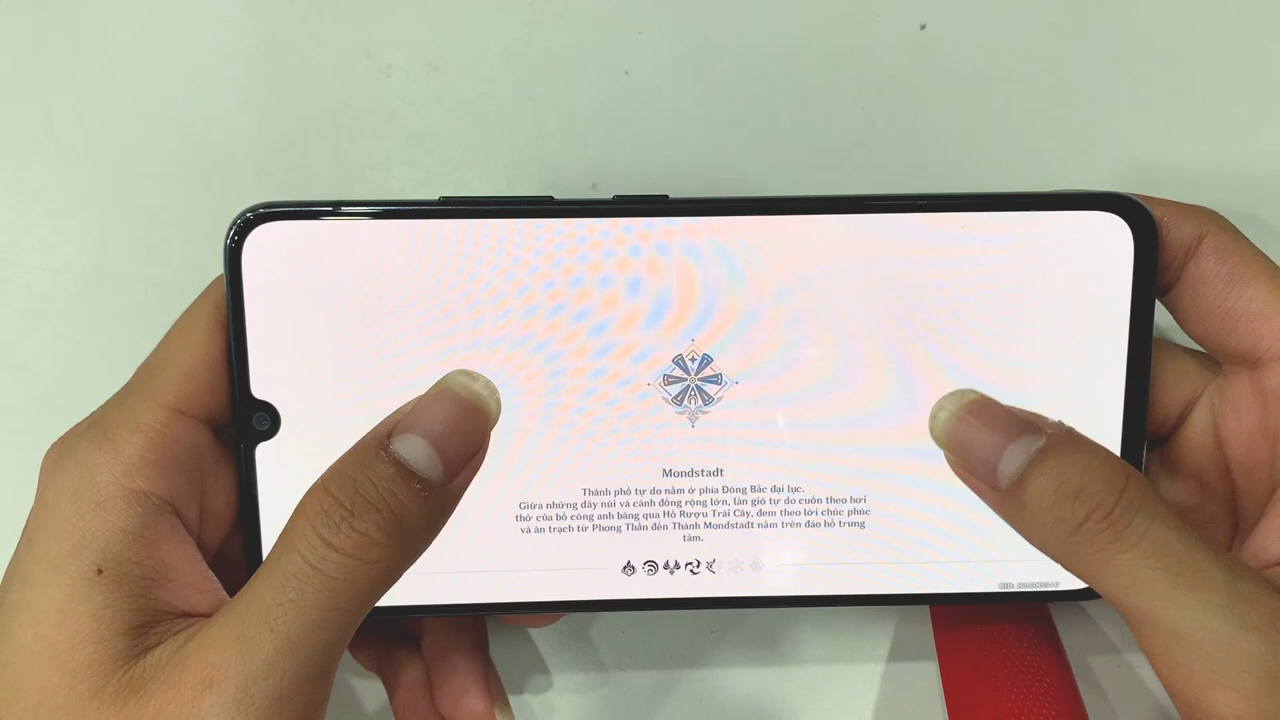 Mondstadt
Thành phố tự do nằm ở phía Đông Bắc đại lục.
Giữa những dãy núi và cánh đồng rộng lớn, làn gió tự do cuốn theo hơi
thở của bồ công anh băng qua Hồ Rượu Trái Cây, đem theo lời chúc phúc
và ân trạch từ Phong Thần đến Thành Mondstadt nằm trên đảo hồ trung
tâm.